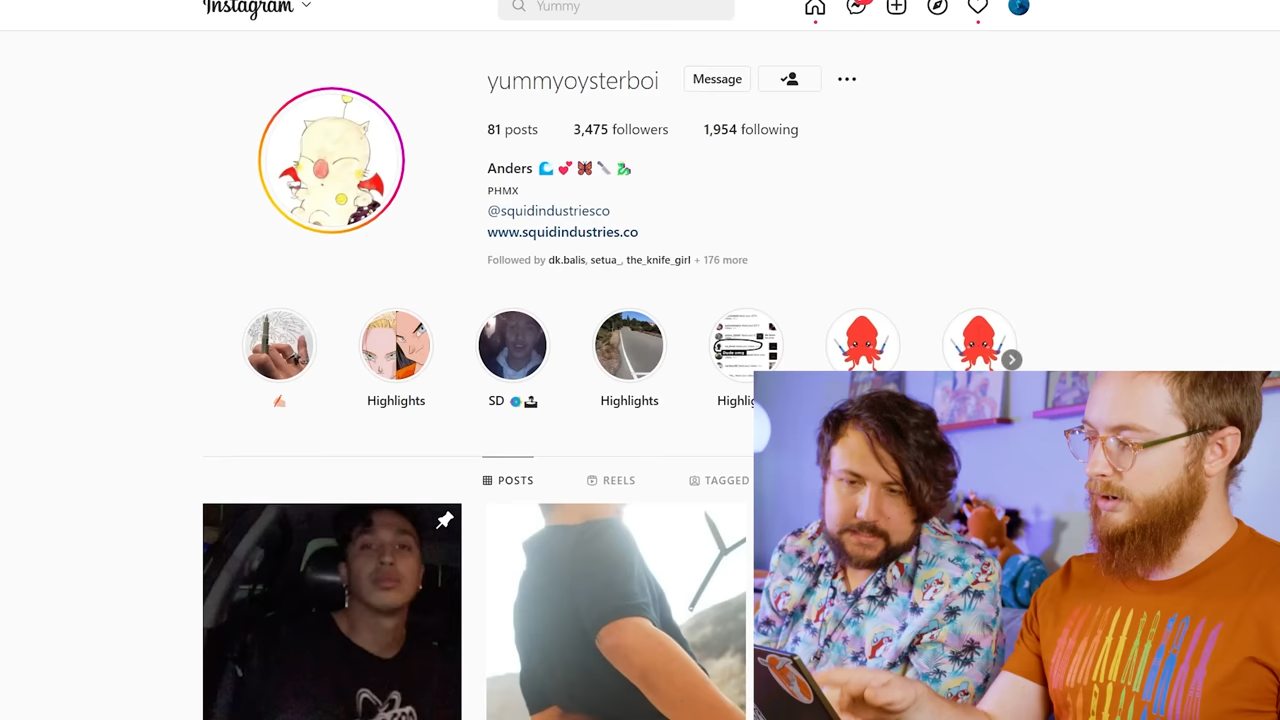 Instagram
Yummy
yummyoysterboi
Message
81 posts 3,475 followers 1,954 following
Anders
PHMX
@squidindustriesco
www.squidindustries.co
Followed by dk.balis, setua_, the_knife_girl + 176 more
Highlights
SD
Highlights
Highlig
POSTS
REELS
TAGGED